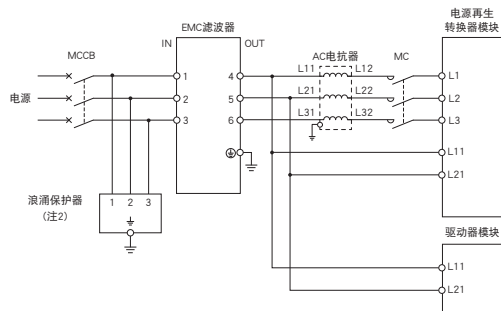 电源再生
转换器模块
EMC滤波器
MCCB
IN
OUT
AC电抗器
MC
L11
L12
1
4
L1
电源
2
5
L21
L22
L2
3
6
L31
L32
L3
L11
L21
浪涌保护器
(注2)
1 2 3
驱动器模块
L11
L21